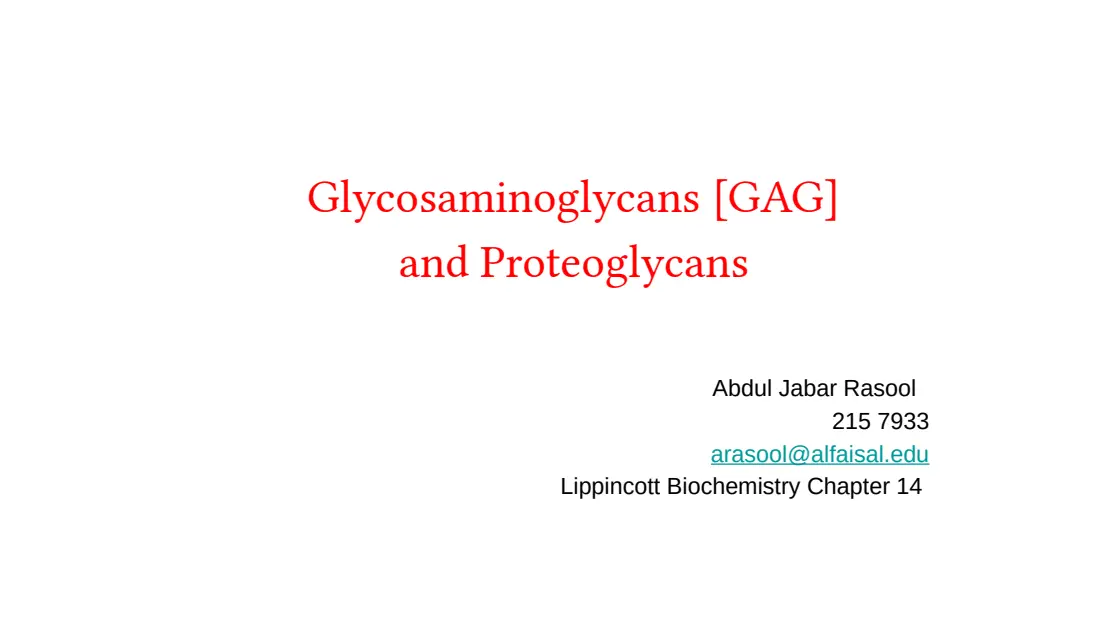 Glycosaminoglycans [GAG]
and Proteoglycans
Abdul Jabar Rasool
215 7933
arasool@alfaisal.edu
Lippincott Biochemistry Chapter 14